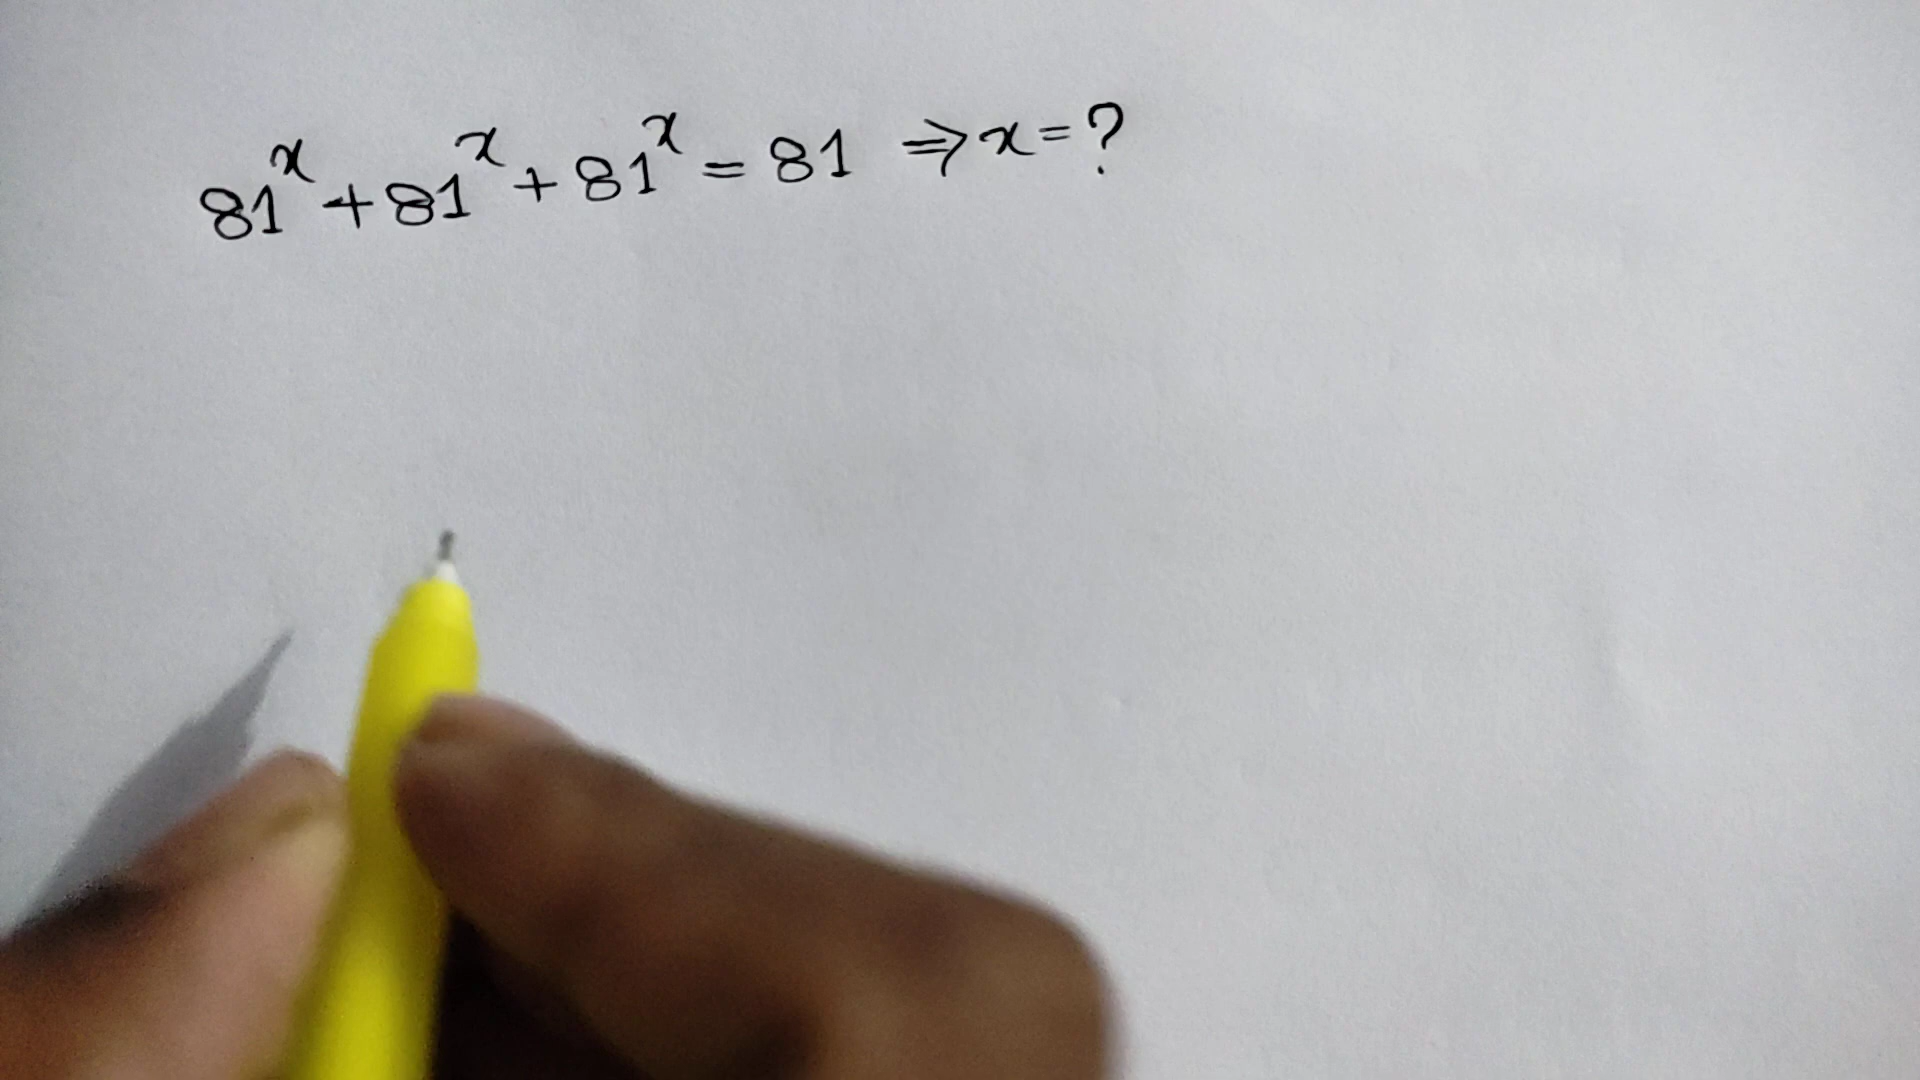 81^x + 81^x + 81^x = 81 ⇒ x = ?